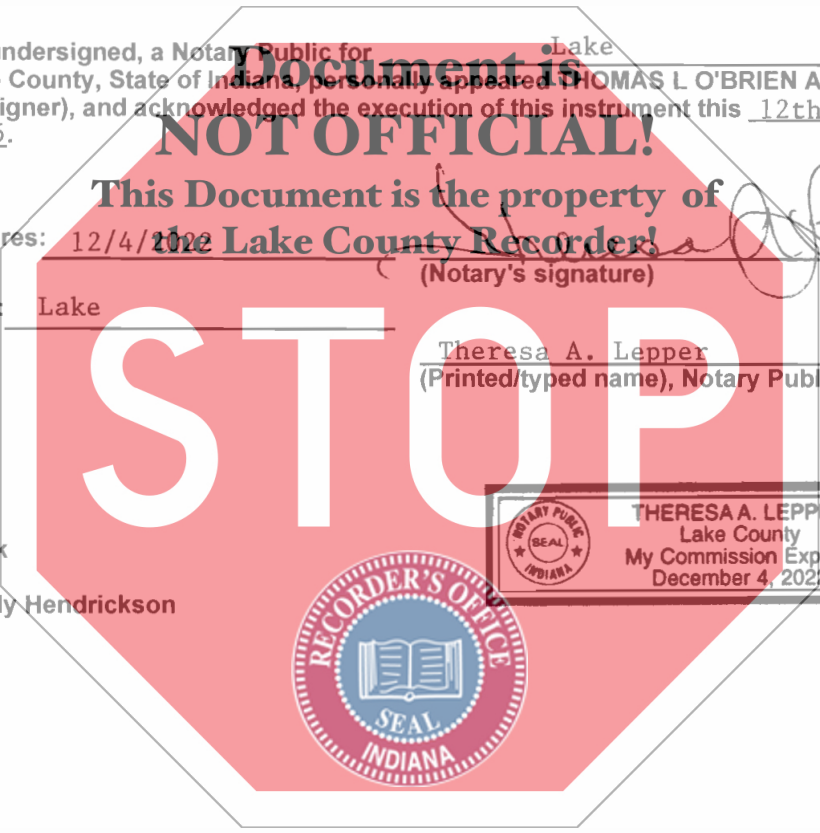 undersigned, a Notary Public for Lake
County, State of Indiana, personally appeared THOMAS L O'BRIEN A
igner), and acknowledged the execution of this instrument this 12th
Document is
NOT OFFICIAL!
This Document is the property of
the Lake County Recorder!
res: 12/4/2022
(Notary's signature)
Lake
Theresa A. Lepper
(Printed/typed name), Notary Publ
STOP
NOTARY PUBLIC
SEAL
INDIANA
THERESA A. LEPP
Lake County
My Commission Exp
December 4, 2022
ly Hendrickson
RECORDER'S OFFICE
SEAL
INDIANA